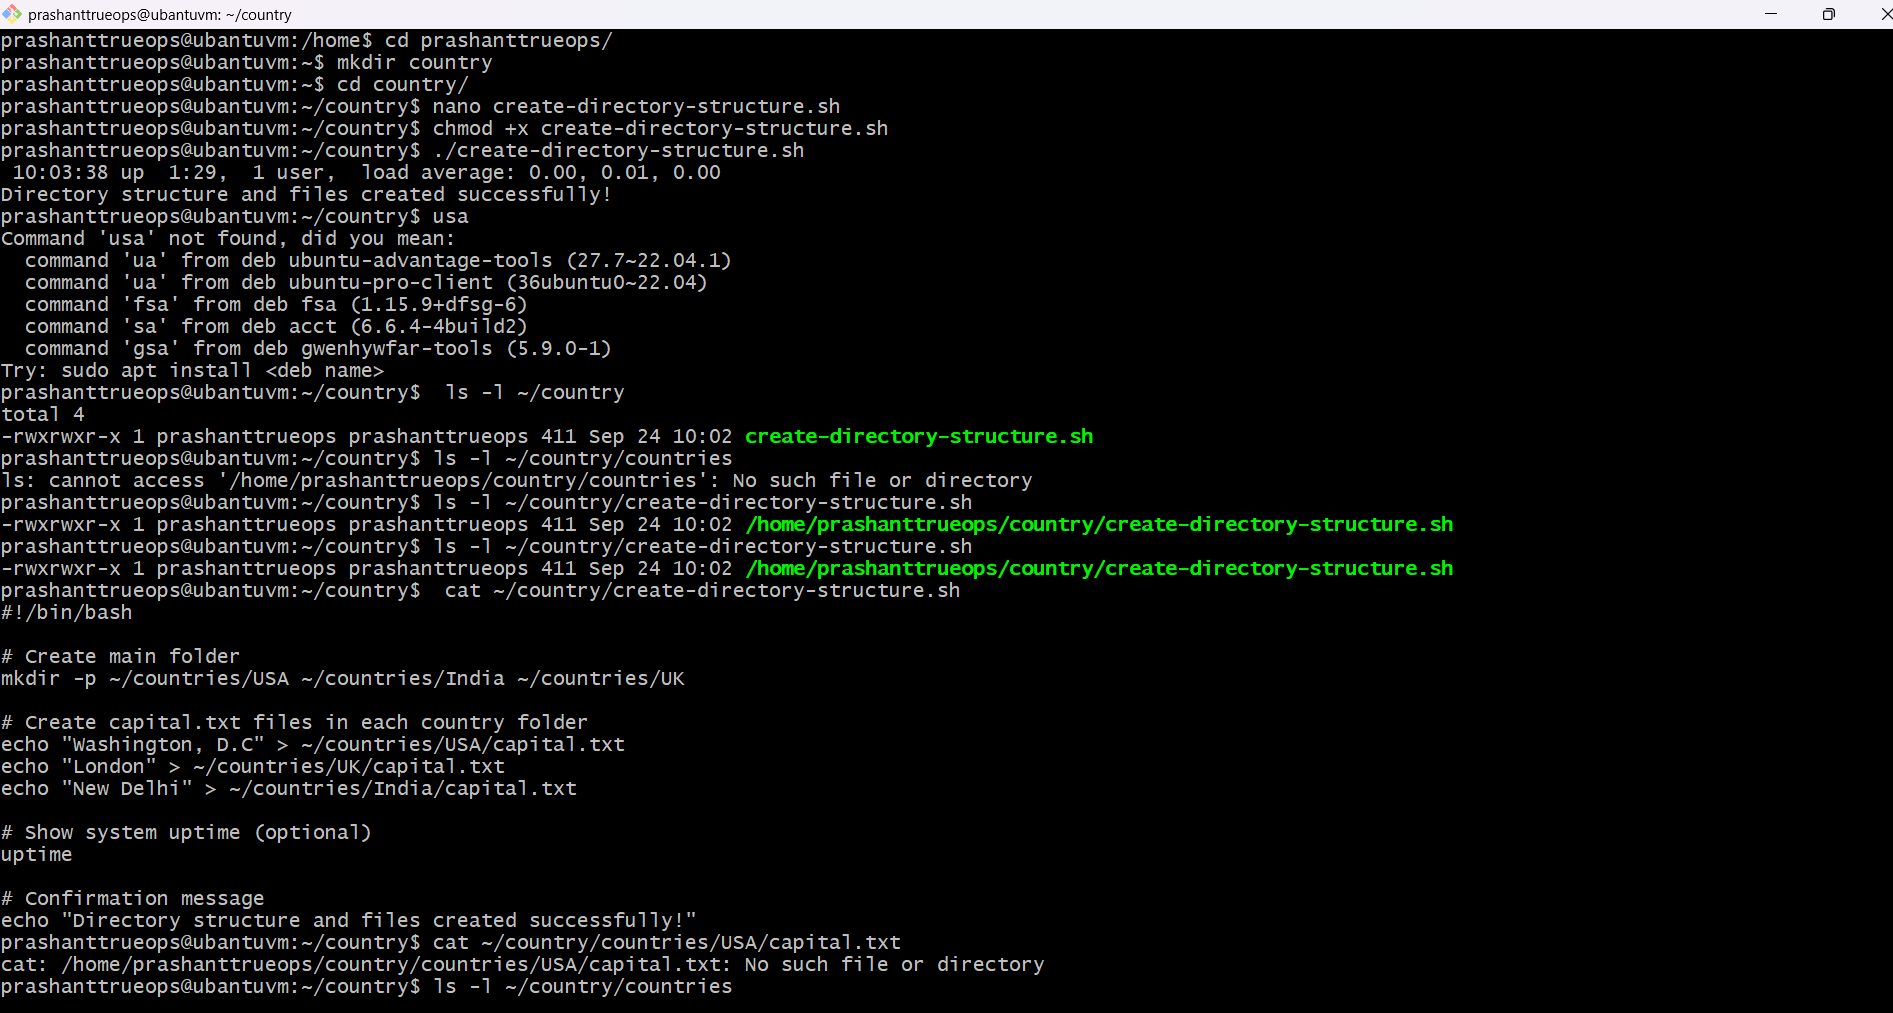 prashanttrueops@ubantuvm: ~/country
prashanttrueops@ubantuvm:/home$ cd prashanttrueops/
prashanttrueops@ubantuvm:~$ mkdir country
prashanttrueops@ubantuvm:~$ cd country/
prashanttrueops@ubantuvm:~/country$ nano create-directory-structure.sh
prashanttrueops@ubantuvm:~/country$ chmod +x create-directory-structure.sh
prashanttrueops@ubantuvm:~/country$ ./create-directory-structure.sh
 10:03:38 up  1:29,  1 user,  load average: 0.00, 0.01, 0.00
Directory structure and files created successfully!
prashanttrueops@ubantuvm:~/country$ usa
Command 'usa' not found, did you mean:
  command 'ua' from deb ubuntu-advantage-tools (27.7~22.04.1)
  command 'ua' from deb ubuntu-pro-client (36ubuntu0~22.04)
  command 'fsa' from deb fsa (1.15.9+dfsg-6)
  command 'sa' from deb acct (6.6.4-4build2)
  command 'gsa' from deb gwenhywfar-tools (5.9.0-1)
Try: sudo apt install <deb name>
prashanttrueops@ubantuvm:~/country$  ls -l ~/country
total 4
-rwxrwxr-x 1 prashanttrueops prashanttrueops 411 Sep 24 10:02 create-directory-structure.sh
prashanttrueops@ubantuvm:~/country$ ls -l ~/country/countries
ls: cannot access '/home/prashanttrueops/country/countries': No such file or directory
prashanttrueops@ubantuvm:~/country$ ls -l ~/country/create-directory-structure.sh
-rwxrwxr-x 1 prashanttrueops prashanttrueops 411 Sep 24 10:02 /home/prashanttrueops/country/create-directory-structure.sh
prashanttrueops@ubantuvm:~/country$ ls -l ~/country/create-directory-structure.sh
-rwxrwxr-x 1 prashanttrueops prashanttrueops 411 Sep 24 10:02 /home/prashanttrueops/country/create-directory-structure.sh
prashanttrueops@ubantuvm:~/country$  cat ~/country/create-directory-structure.sh
#!/bin/bash

# Create main folder
mkdir -p ~/countries/USA ~/countries/India ~/countries/UK

# Create capital.txt files in each country folder
echo "Washington, D.C" > ~/countries/USA/capital.txt
echo "London" > ~/countries/UK/capital.txt
echo "New Delhi" > ~/countries/India/capital.txt

# Show system uptime (optional)
uptime

# Confirmation message
echo "Directory structure and files created successfully!"
prashanttrueops@ubantuvm:~/country$ cat ~/country/countries/USA/capital.txt
cat: /home/prashanttrueops/country/countries/USA/capital.txt: No such file or directory
prashanttrueops@ubantuvm:~/country$ ls -l ~/country/countries